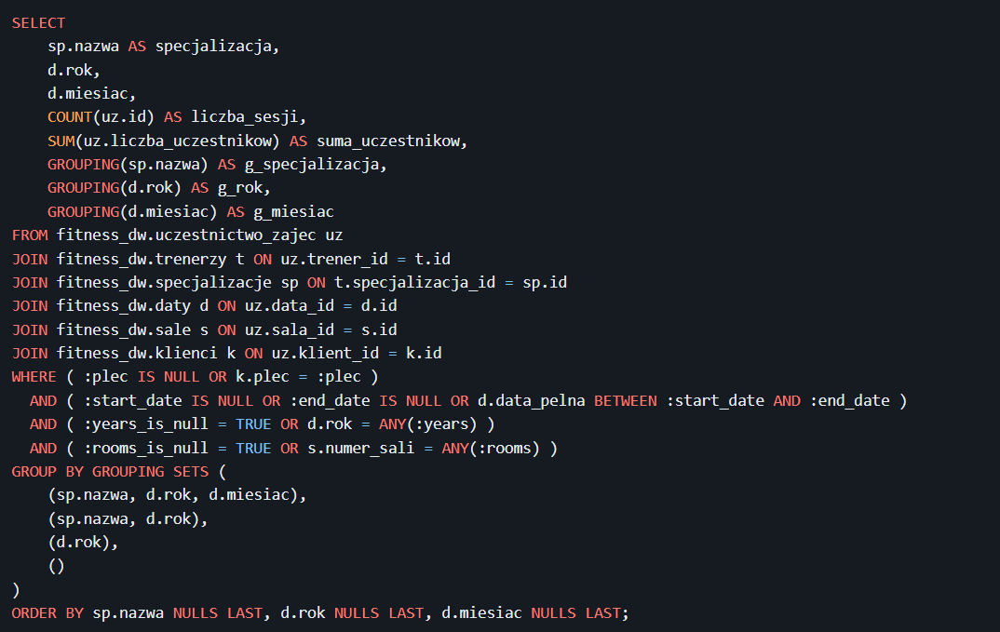 SELECT
    sp.nazwa AS specjalizacja,
    d.rok,
    d.miesiac,
    COUNT(uz.id) AS liczba_sesji,
    SUM(uz.liczba_uczestnikow) AS suma_uczestnikow,
    GROUPING(sp.nazwa) AS g_specjalizacja,
    GROUPING(d.rok) AS g_rok,
    GROUPING(d.miesiac) AS g_miesiac
FROM fitness_dw.uczestnictwo_zajec uz
JOIN fitness_dw.trenerzy t ON uz.trener_id = t.id
JOIN fitness_dw.specjalizacje sp ON t.specjalizacja_id = sp.id
JOIN fitness_dw.daty d ON uz.data_id = d.id
JOIN fitness_dw.sale s ON uz.sala_id = s.id
JOIN fitness_dw.klienci k ON uz.klient_id = k.id
WHERE ( :plec IS NULL OR k.plec = :plec )
  AND ( :start_date IS NULL OR :end_date IS NULL OR d.data_pelna BETWEEN :start_date AND :end_date )
  AND ( :years_is_null = TRUE OR d.rok = ANY(:years) )
  AND ( :rooms_is_null = TRUE OR s.numer_sali = ANY(:rooms) )
GROUP BY GROUPING SETS (
    (sp.nazwa, d.rok, d.miesiac),
    (sp.nazwa, d.rok),
    (d.rok),
    ()
)
ORDER BY sp.nazwa NULLS LAST, d.rok NULLS LAST, d.miesiac NULLS LAST;